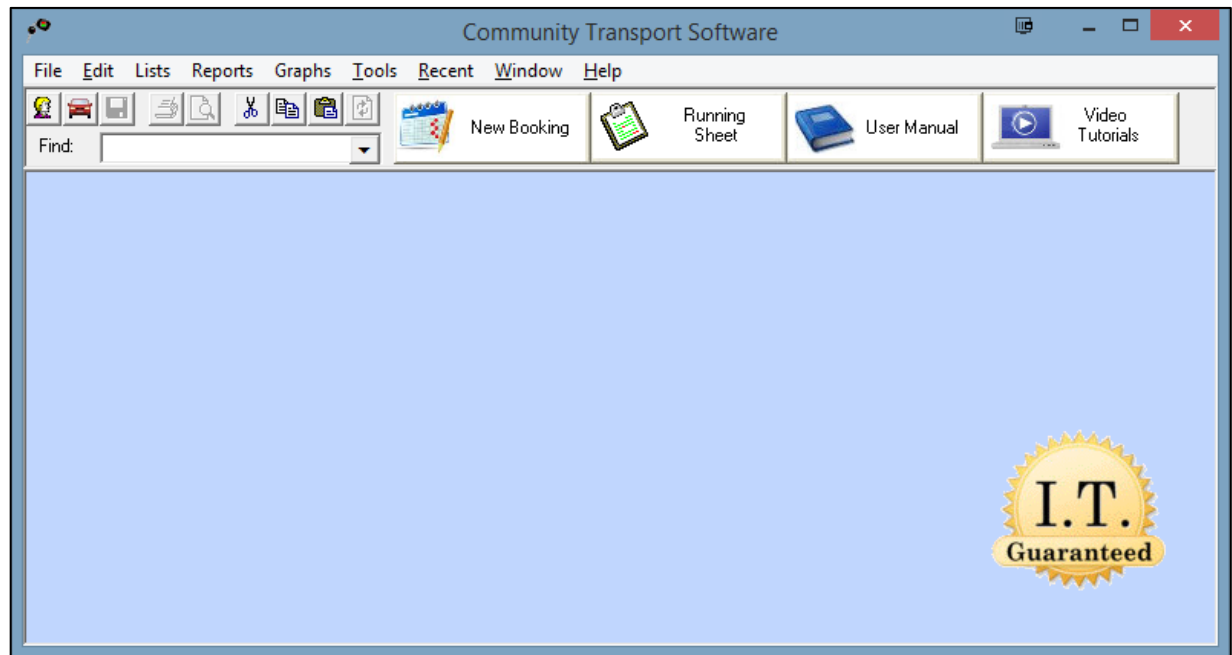 Community Transport Software
File Edit Lists Reports Graphs Tools Recent Window Help
New Booking
Running
Sheet
User Manual
Video
Tutorials
Find:
I.T.
Guaranteed